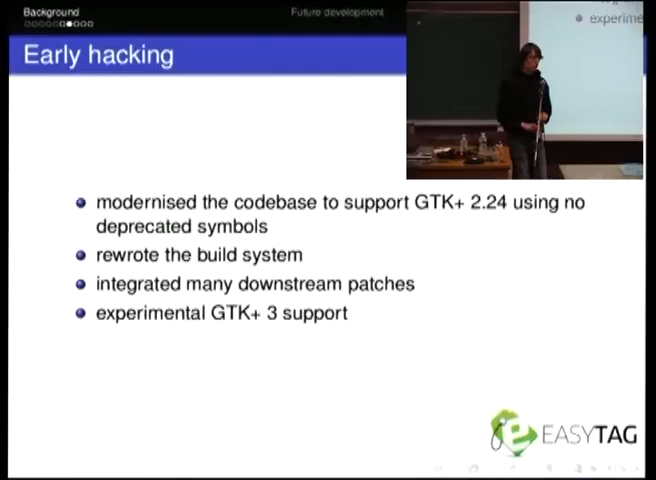 Background
Future development
experime
Early hacking
modernised the codebase to support GTK+ 2.24 using no
deprecated symbols
rewrote the build system
integrated many downstream patches
experimental GTK+ 3 support
EASYTAG